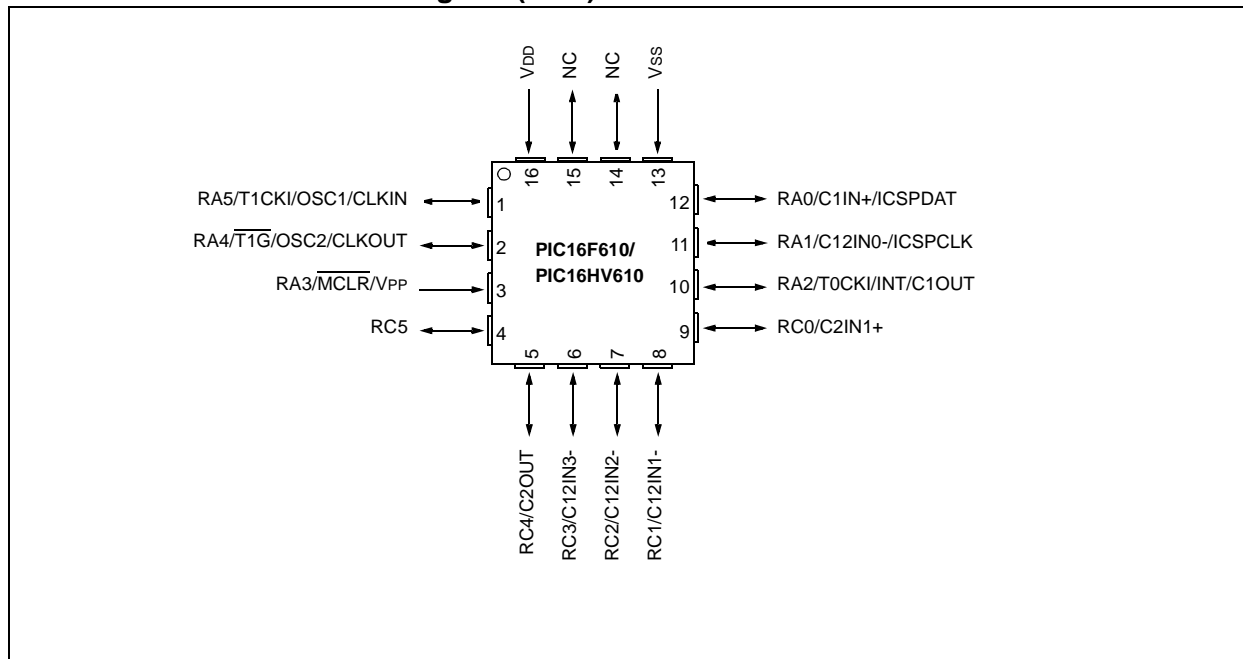 VDD
NC
NC
VSS
16
15
14
13
RA5/T1CKI/OSC1/CLKIN
1
RA4/T1G/OSC2/CLKOUT
2
RA3/MCLR/VPP
3
RC5
4
PIC16F610/
PIC16HV610
12
RA0/C1IN+/ICSPDAT
11
RA1/C12IN0-/ICSPCLK
10
RA2/T0CKI/INT/C1OUT
9
RC0/C2IN1+
5
6
7
8
RC4/C2OUT
RC3/C12IN3-
RC2/C12IN2-
RC1/C12IN1-